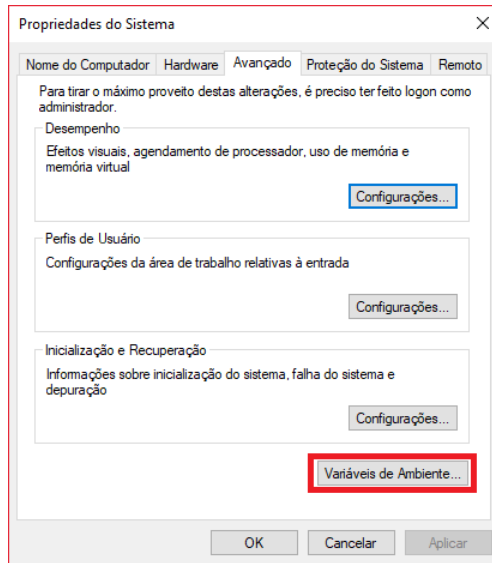 Propriedades do Sistema
Nome do Computador Hardware Avançado Proteção do Sistema Remoto
Para tirar o máximo proveito destas alterações, é preciso ter feito logon como
administrador.
Desempenho
Efeitos visuais, agendamento de processador, uso de memória e
memória virtual
Configurações...
Perfis de Usuário
Configurações da área de trabalho relativas à entrada
Configurações...
Inicialização e Recuperação
Informações sobre inicialização do sistema, falha do sistema e
depuração
Configurações...
Variáveis de Ambiente...
OK Cancelar Aplicar